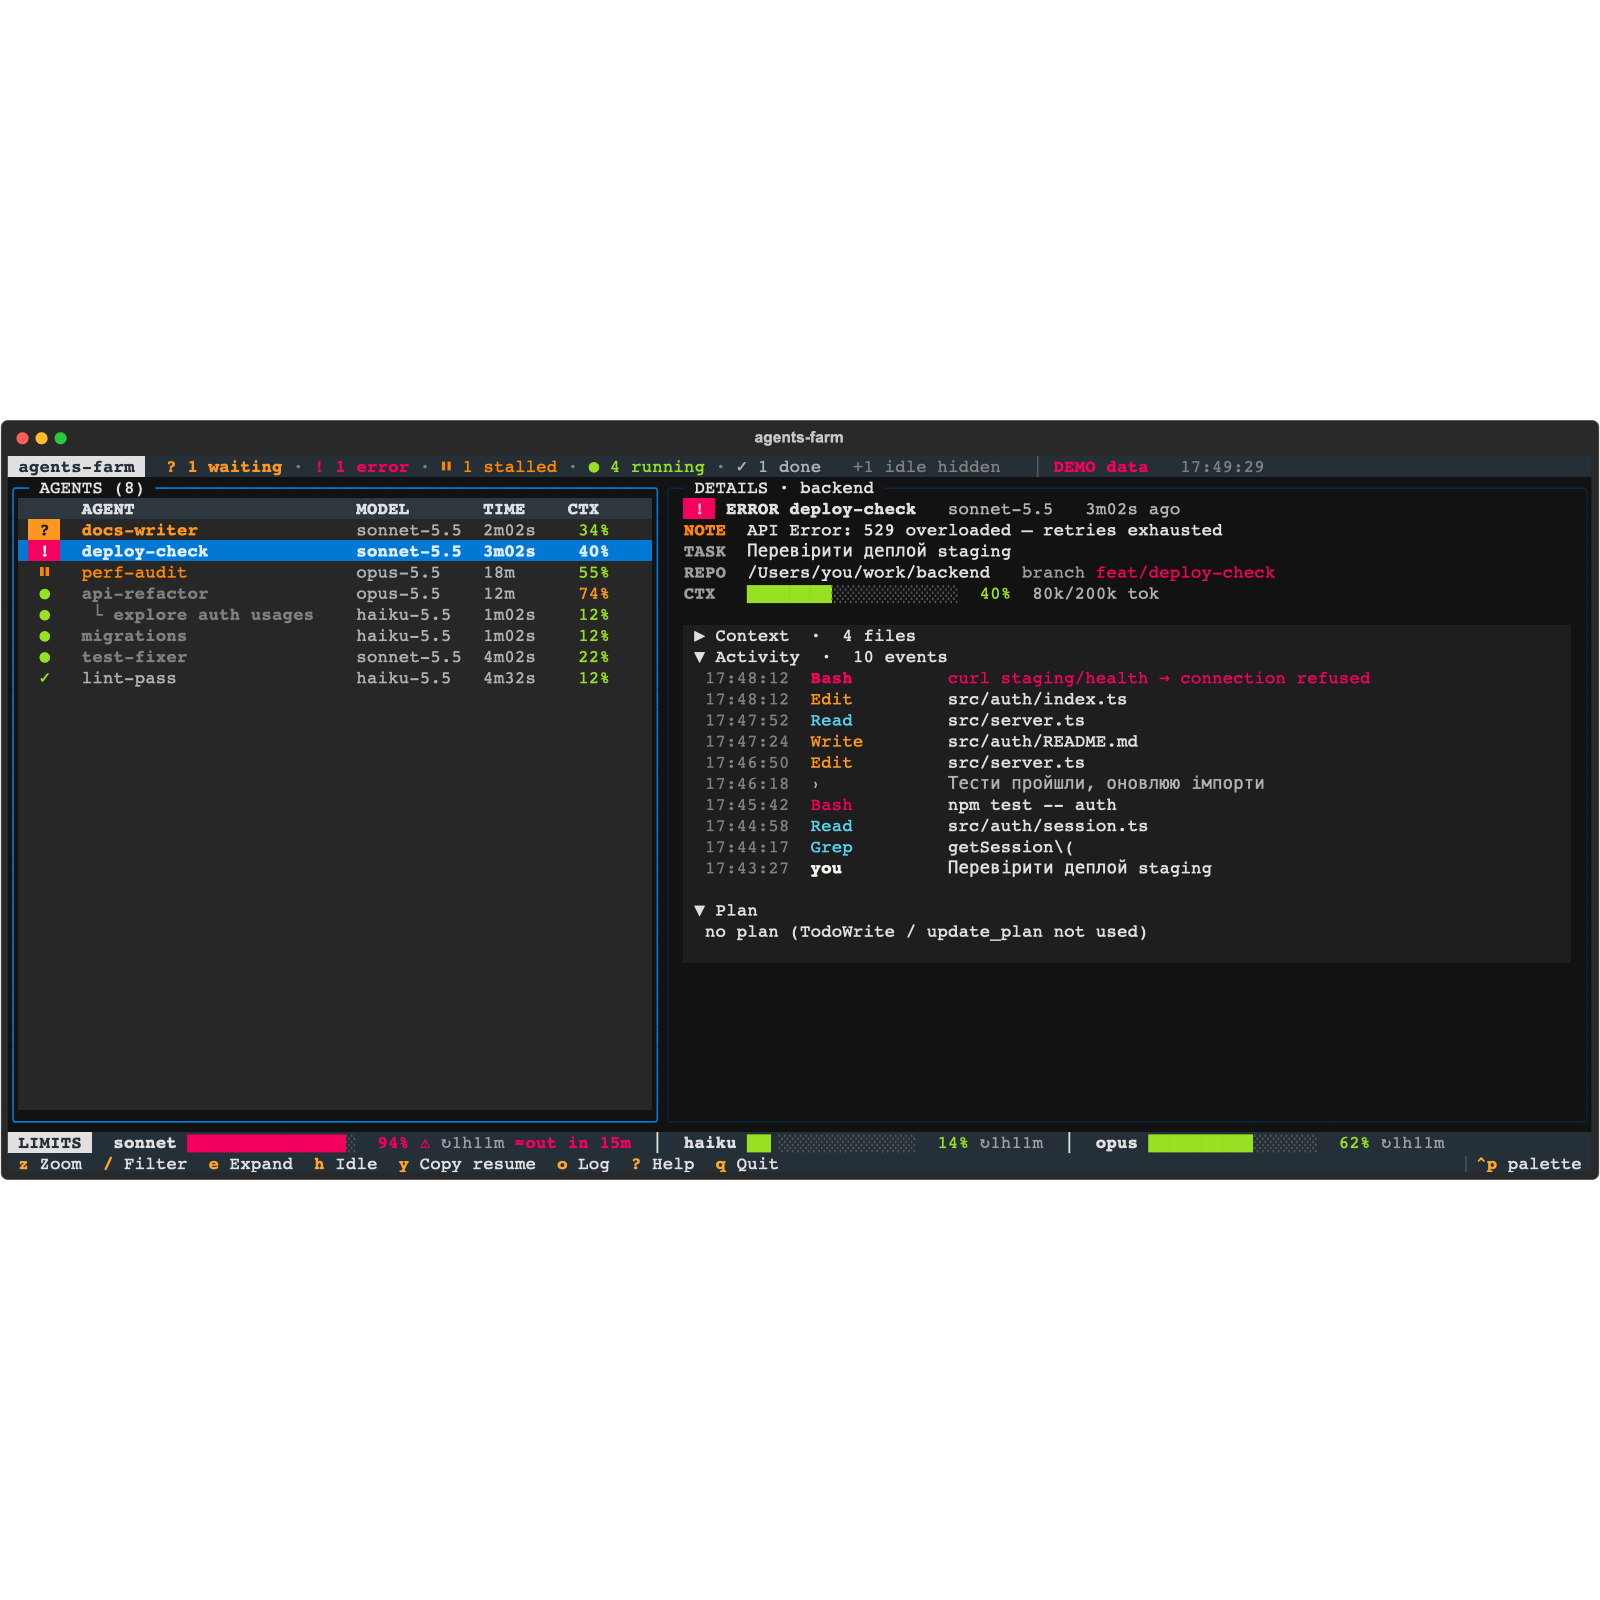 agents-farm
agents-farm ? 1 waiting · ! 1 error · ⏸ 1 stalled · ● 4 running · ✓ 1 done +1 idle hidden │ DEMO data 17:49:29
AGENTS (8)
AGENT MODEL TIME CTX
? docs-writer sonnet-5.5 2m02s 34%
! deploy-check sonnet-5.5 3m02s 40%
⏸ perf-audit opus-5.5 18m 55%
● api-refactor opus-5.5 12m 74%
● └ explore auth usages haiku-5.5 1m02s 12%
● migrations haiku-5.5 1m02s 12%
● test-fixer sonnet-5.5 4m02s 22%
✓ lint-pass haiku-5.5 4m32s 12%
DETAILS · backend
! ERROR deploy-check sonnet-5.5 3m02s ago
NOTE API Error: 529 overloaded — retries exhausted
TASK Перевірити деплой staging
REPO /Users/you/work/backend branch feat/deploy-check
CTX 40% 80k/200k tok
▶ Context · 4 files
▼ Activity · 10 events
17:48:12 Bash curl staging/health → connection refused
17:48:12 Edit src/auth/index.ts
17:47:52 Read src/server.ts
17:47:24 Write src/auth/README.md
17:46:50 Edit src/server.ts
17:46:18 › Тести пройшли, оновлюю імпорти
17:45:42 Bash npm test -- auth
17:44:58 Read src/auth/session.ts
17:44:17 Grep getSession\(
17:43:27 you Перевірити деплой staging
▼ Plan
no plan (TodoWrite / update_plan not used)
LIMITS sonnet 94% ⚠ ↻1h11m ≈out in 15m │ haiku 14% ↻1h11m │ opus 62% ↻1h11m
z Zoom / Filter e Expand h Idle y Copy resume o Log ? Help q Quit │ ^p palette